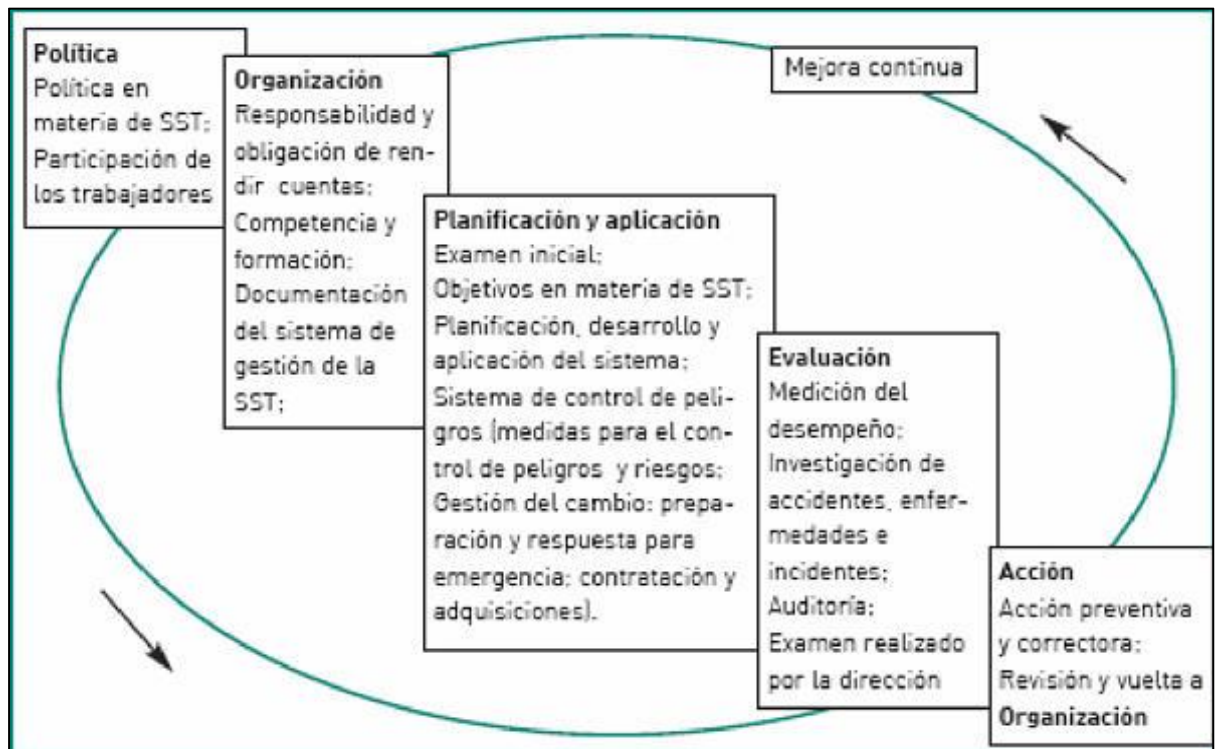 Política
Política en
materia de SST;
Participación de
los trabajadores
Organización
Responsabilidad y
obligación de ren-
dir cuentas;
Competencia y
formación;
Documentación
del sistema de
gestión de la
SST;
Planificación y aplicación
Examen inicial;
Objetivos en materia de SST;
Planificación, desarrollo y
aplicación del sistema;
Sistema de control de peli-
gros (medidas para el con-
trol de peligros y riesgos;
Gestión del cambio: prepa-
ración y respuesta para
emergencia; contratación y
adquisiciones).
Evaluación
Medición del
desempeño;
Investigación de
accidentes, enfer-
medades e
incidentes;
Auditoría;
Examen realizado
por la dirección
Acción
Acción preventiva
y correctora;
Revisión y vuelta a
Organización
Mejora continua